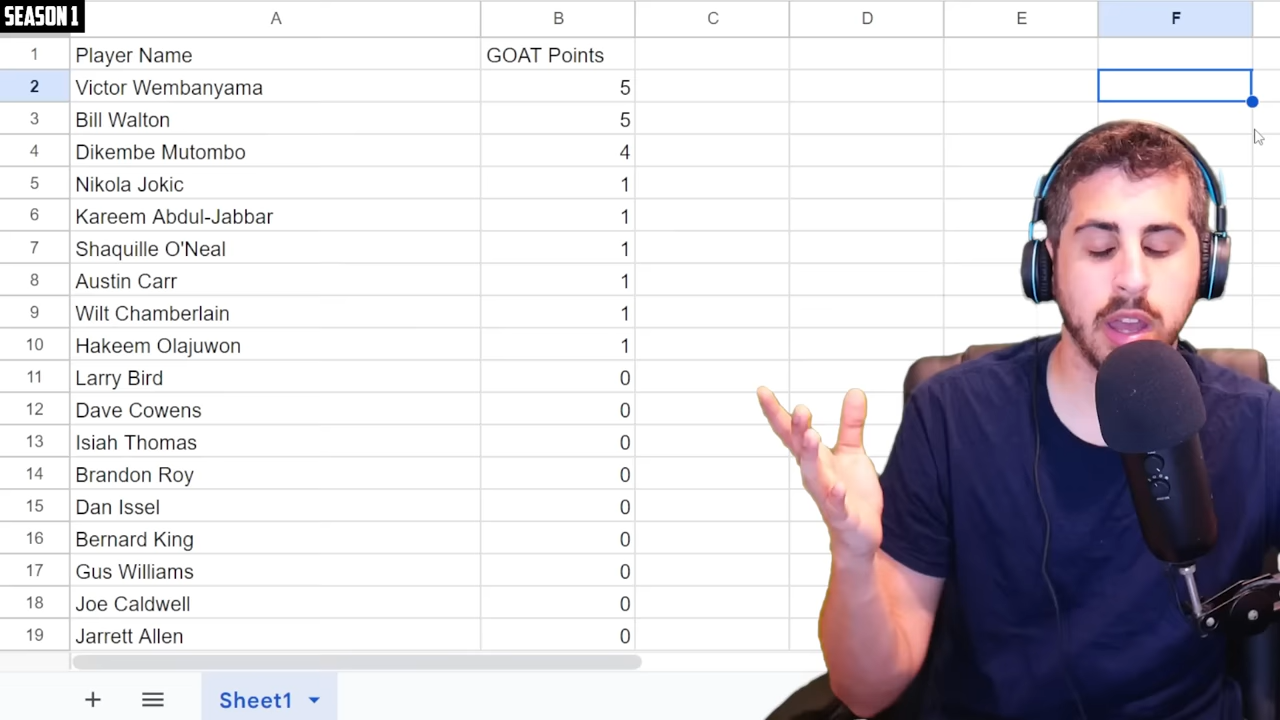 SEASON 1
A B C D E F
1 Player Name GOAT Points
2 Victor Wembanyama 5
3 Bill Walton 5
4 Dikembe Mutombo 4
5 Nikola Jokic 1
6 Kareem Abdul-Jabbar 1
7 Shaquille O'Neal 1
8 Austin Carr 1
9 Wilt Chamberlain 1
10 Hakeem Olajuwon 1
11 Larry Bird 0
12 Dave Cowens 0
13 Isiah Thomas 0
14 Brandon Roy 0
15 Dan Issel 0
16 Bernard King 0
17 Gus Williams 0
18 Joe Caldwell 0
19 Jarrett Allen 0
Sheet1